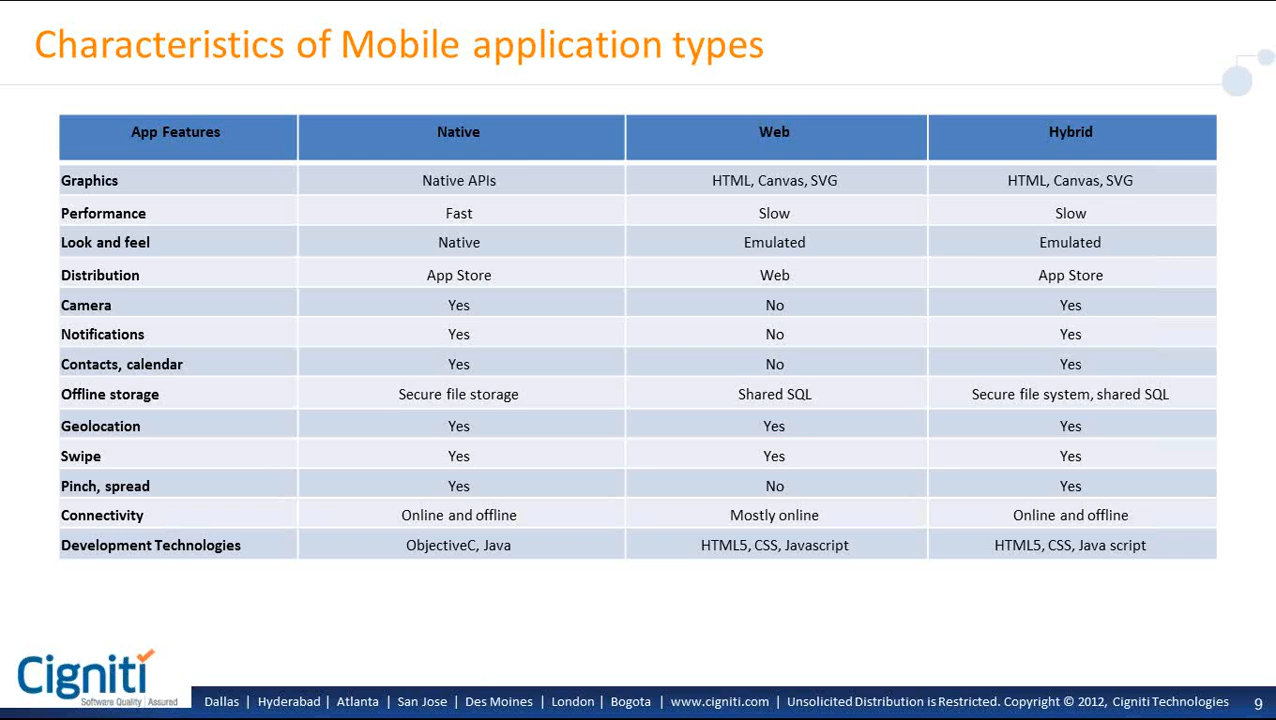 Characteristics of Mobile application types
App Features Native Web Hybrid
Graphics Native APIs HTML, Canvas, SVG HTML, Canvas, SVG
Performance Fast Slow Slow
Look and feel Native Emulated Emulated
Distribution App Store Web App Store
Camera Yes No Yes
Notifications Yes No Yes
Contacts, calendar Yes No Yes
Offline storage Secure file storage Shared SQL Secure file system, shared SQL
Geolocation Yes Yes Yes
Swipe Yes Yes Yes
Pinch, spread Yes No Yes
Connectivity Online and offline Mostly online Online and offline
Development Technologies ObjectiveC, Java HTML5, CSS, Javascript HTML5, CSS, Java script
Cigniti
Software Quality Assured
Dallas | Hyderabad | Atlanta | San Jose | Des Moines | London | Bogota | www.cigniti.com | Unsolicited Distribution is Restricted. Copyright © 2012, Cigniti Technologies 9